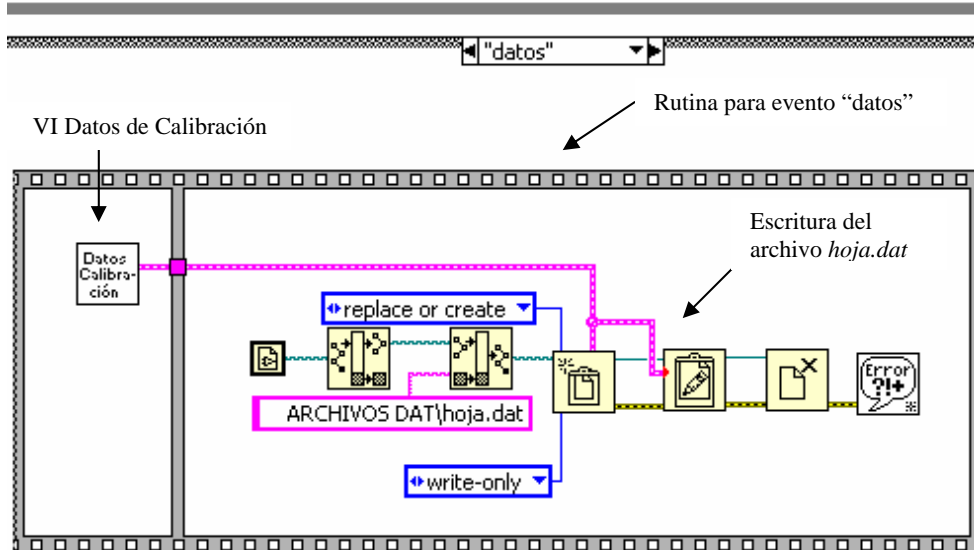 "datos"
Rutina para evento “datos”
VI Datos de Calibración
Escritura del
archivo hoja.dat
Datos
Calibra-
ción
replace or create
ARCHIVOS DAT\hoja.dat
write-only
Error
?!+